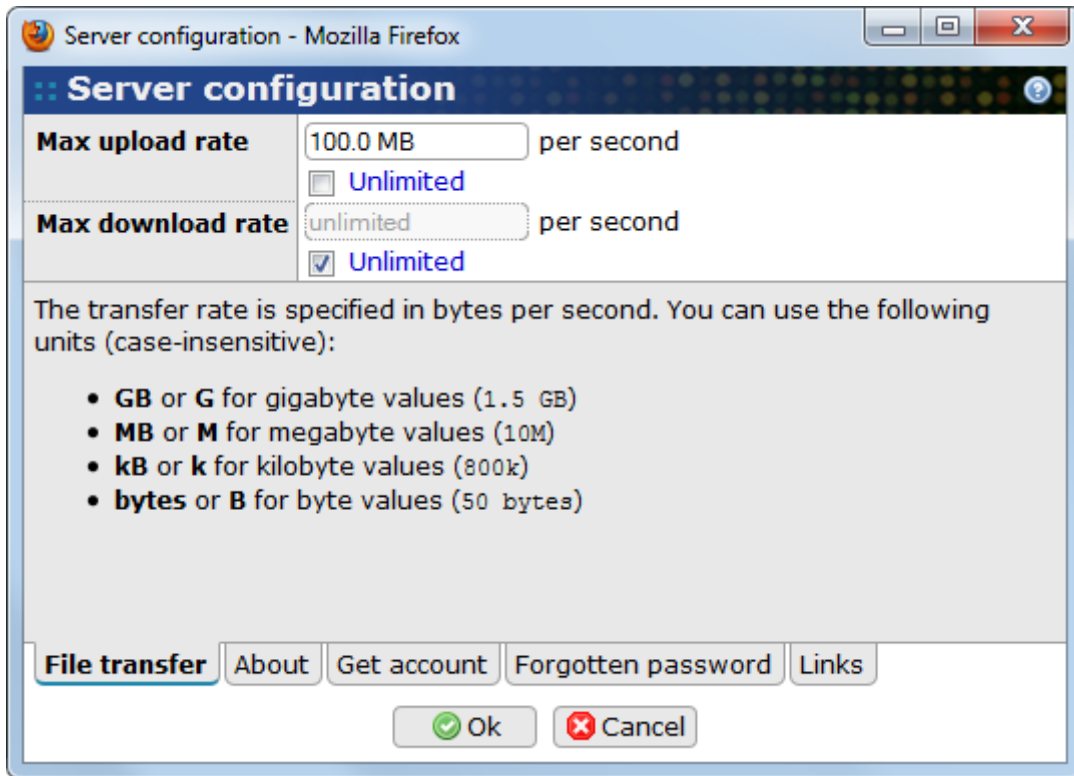 Server configuration - Mozilla Firefox
:: Server configuration
?
Max upload rate 100.0 MB per second
Unlimited
Max download rate unlimited per second
Unlimited
The transfer rate is specified in bytes per second. You can use the following
units (case-insensitive):
• GB or G for gigabyte values (1.5 GB)
• MB or M for megabyte values (10M)
• kB or k for kilobyte values (800k)
• bytes or B for byte values (50 bytes)
File transfer About Get account Forgotten password Links
Ok Cancel